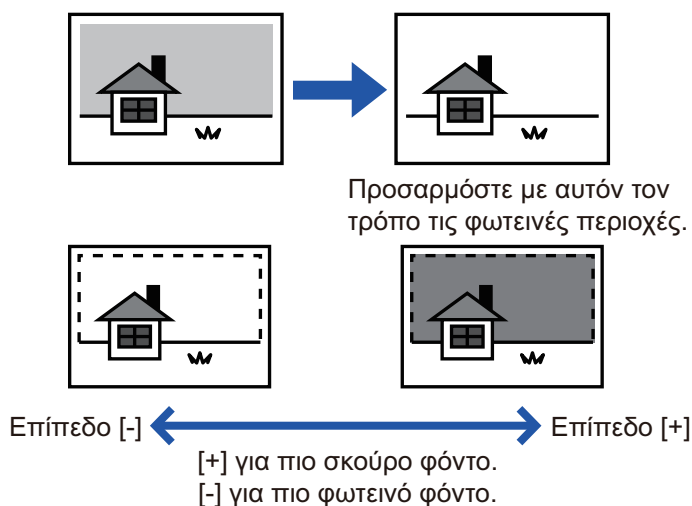 Προσαρμόστε με αυτόν τον
τρόπο τις φωτεινές περιοχές.
Επίπεδο [-]
Επίπεδο [+]
[+] για πιο σκούρο φόντο.
[-] για πιο φωτεινό φόντο.